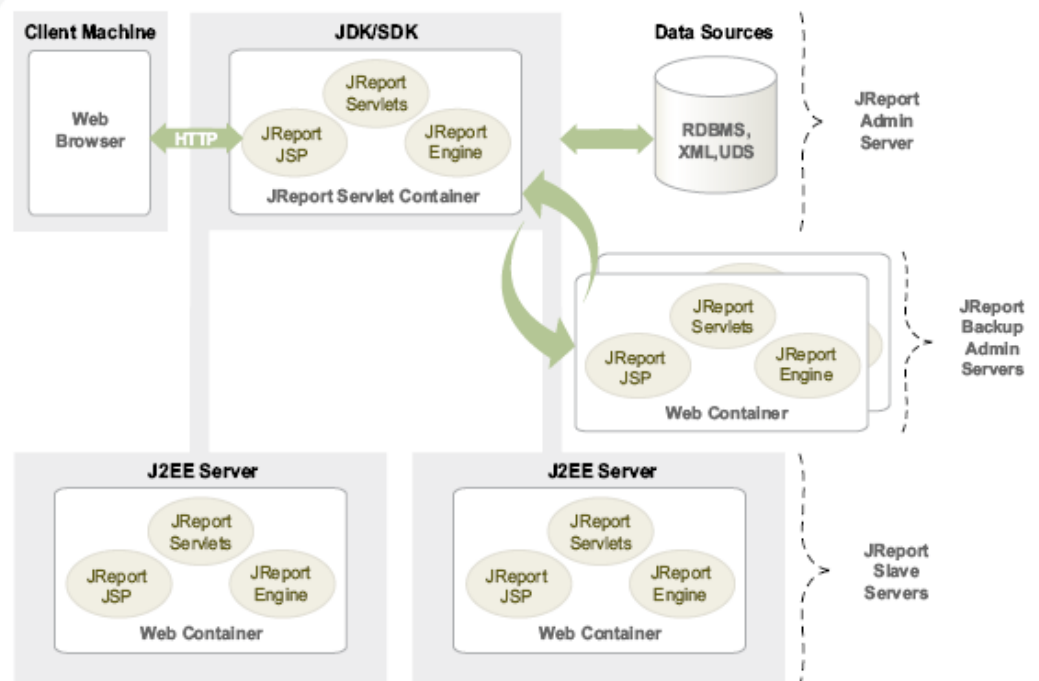 Client Machine
JDK/SDK
Data Sources
Web
Browser
HTTP
JReport
Servlets
JReport
JSP
JReport
Engine
JReport Servlet Container
RDBMS,
XML,UDS
JReport
Admin
Server
JReport
Servlets
JReport
JSP
JReport
Engine
Web Container
JReport
Backup
Admin
Servers
J2EE Server
JReport
Servlets
JReport
JSP
JReport
Engine
Web Container
J2EE Server
JReport
Servlets
JReport
JSP
JReport
Engine
Web Container
JReport
Slave
Servers